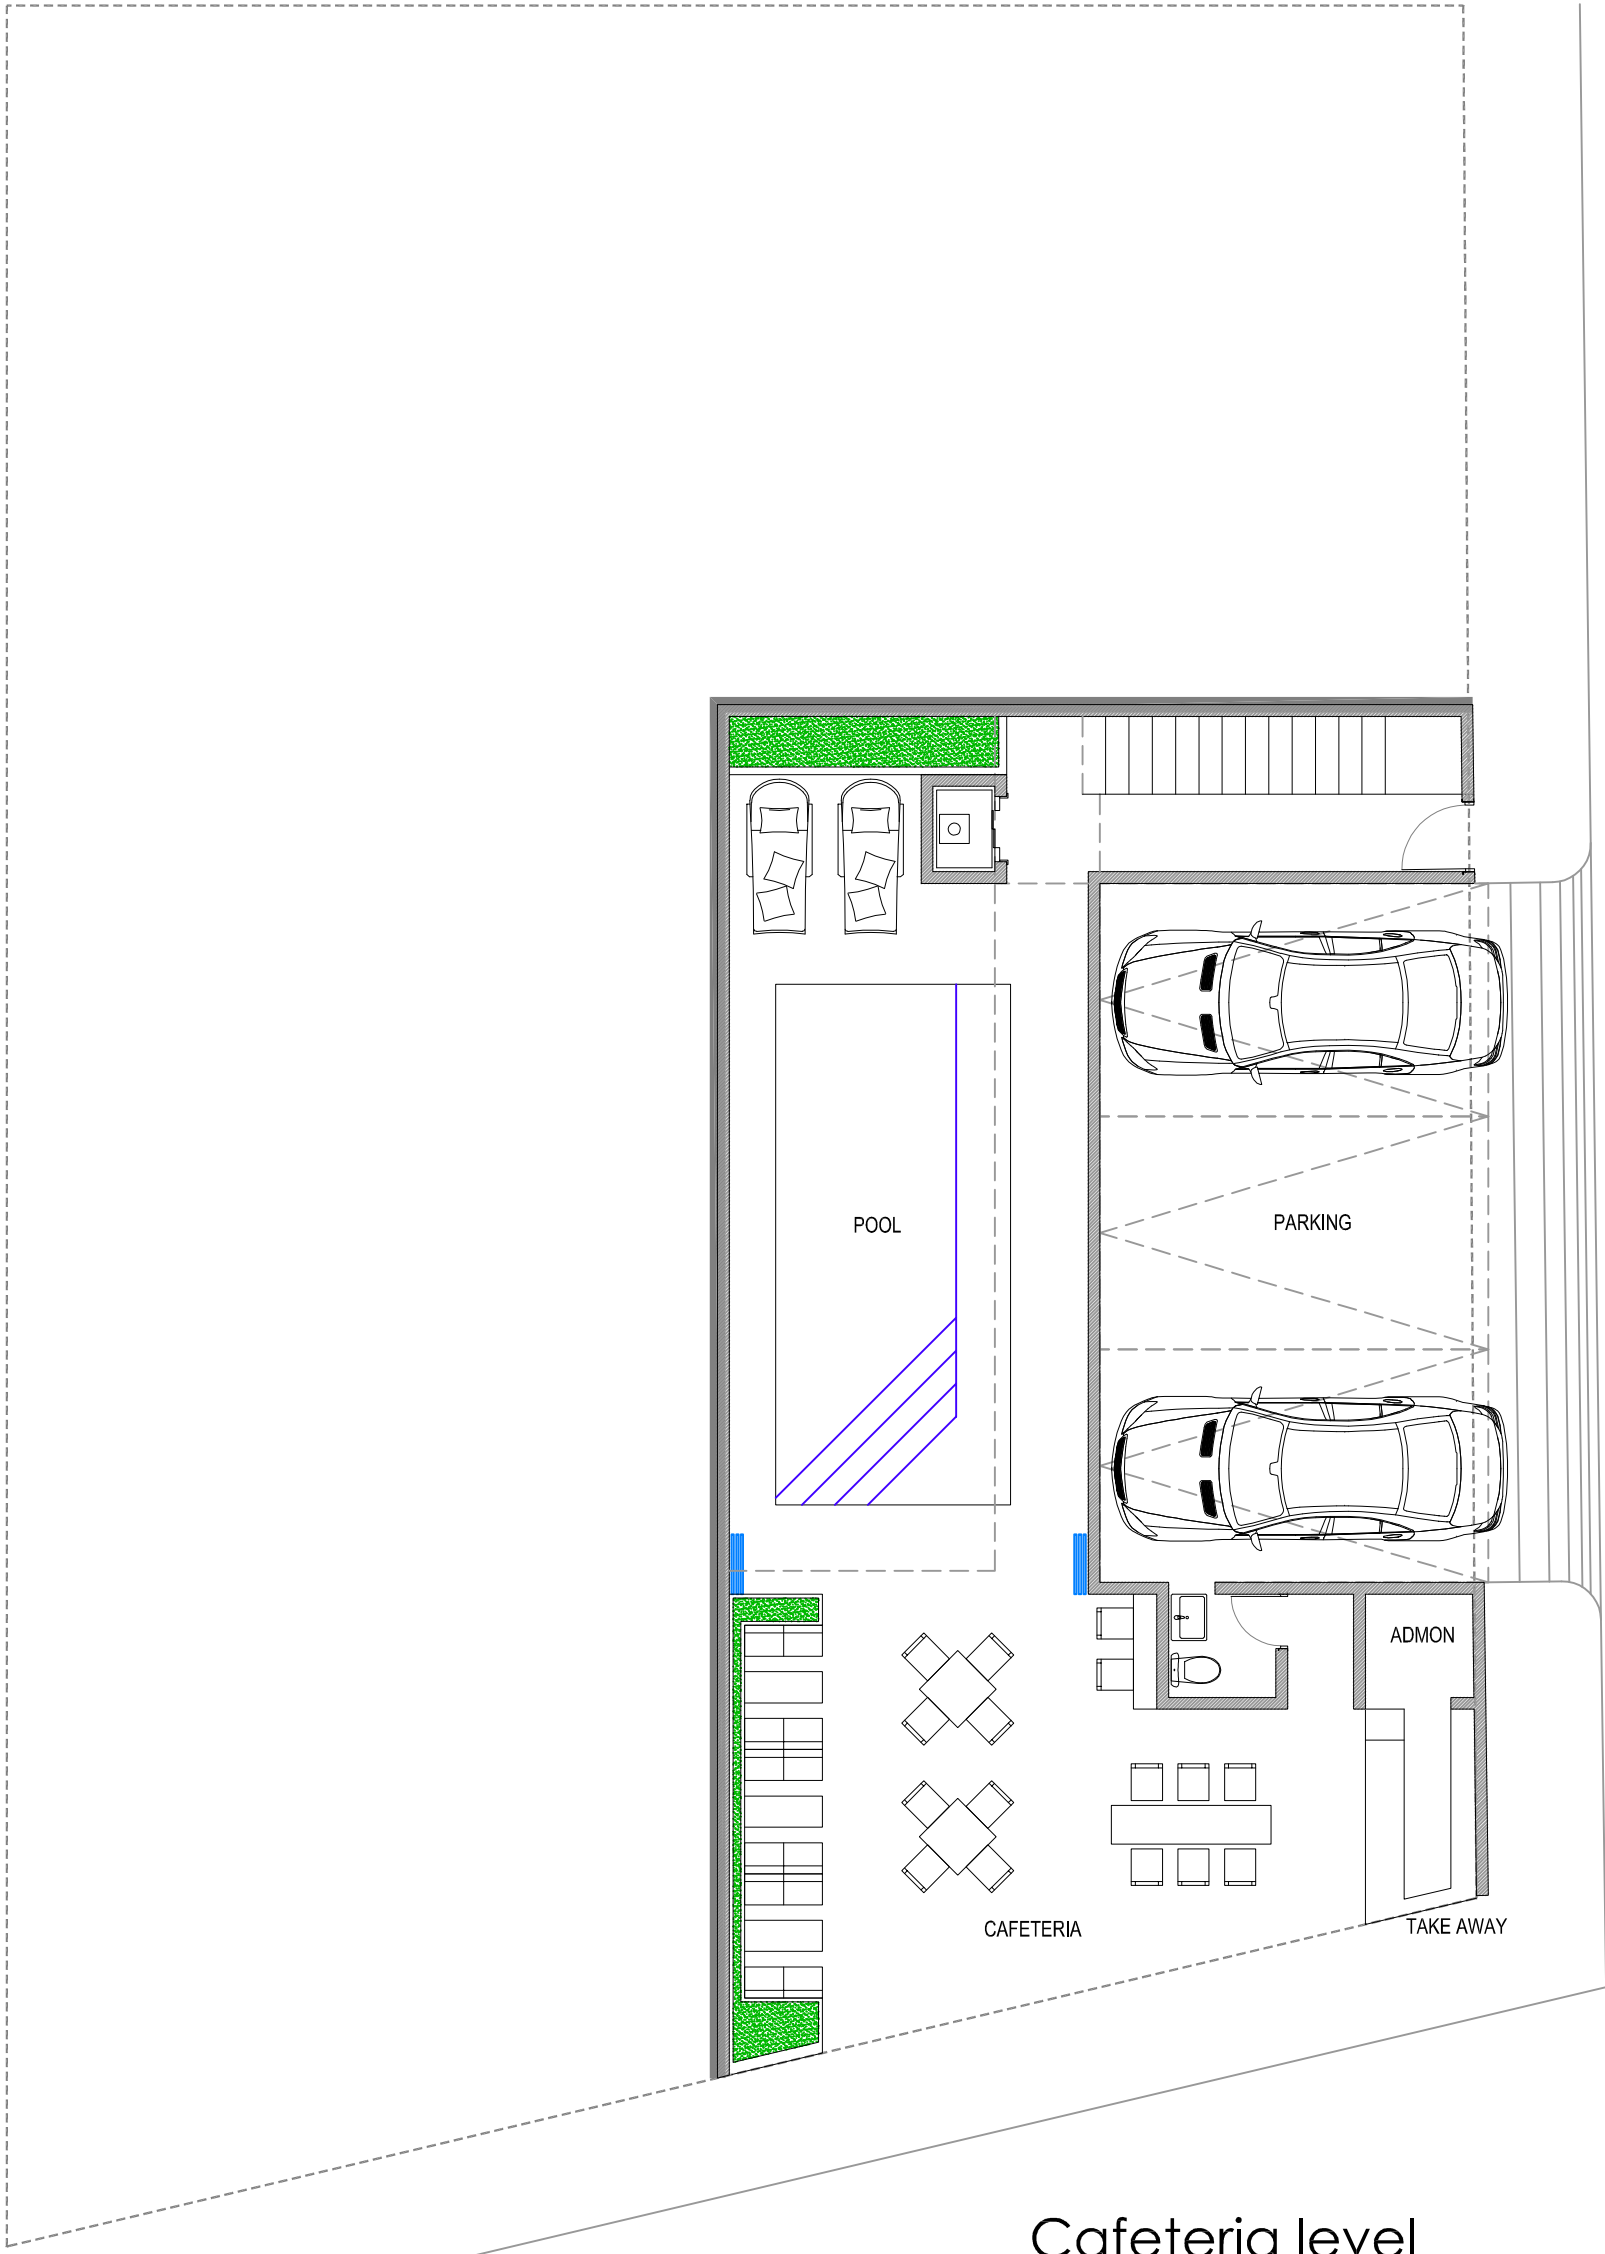 POOL
PARKING
ADMON
CAFETERIA
TAKE AWAY
Cafeteria level